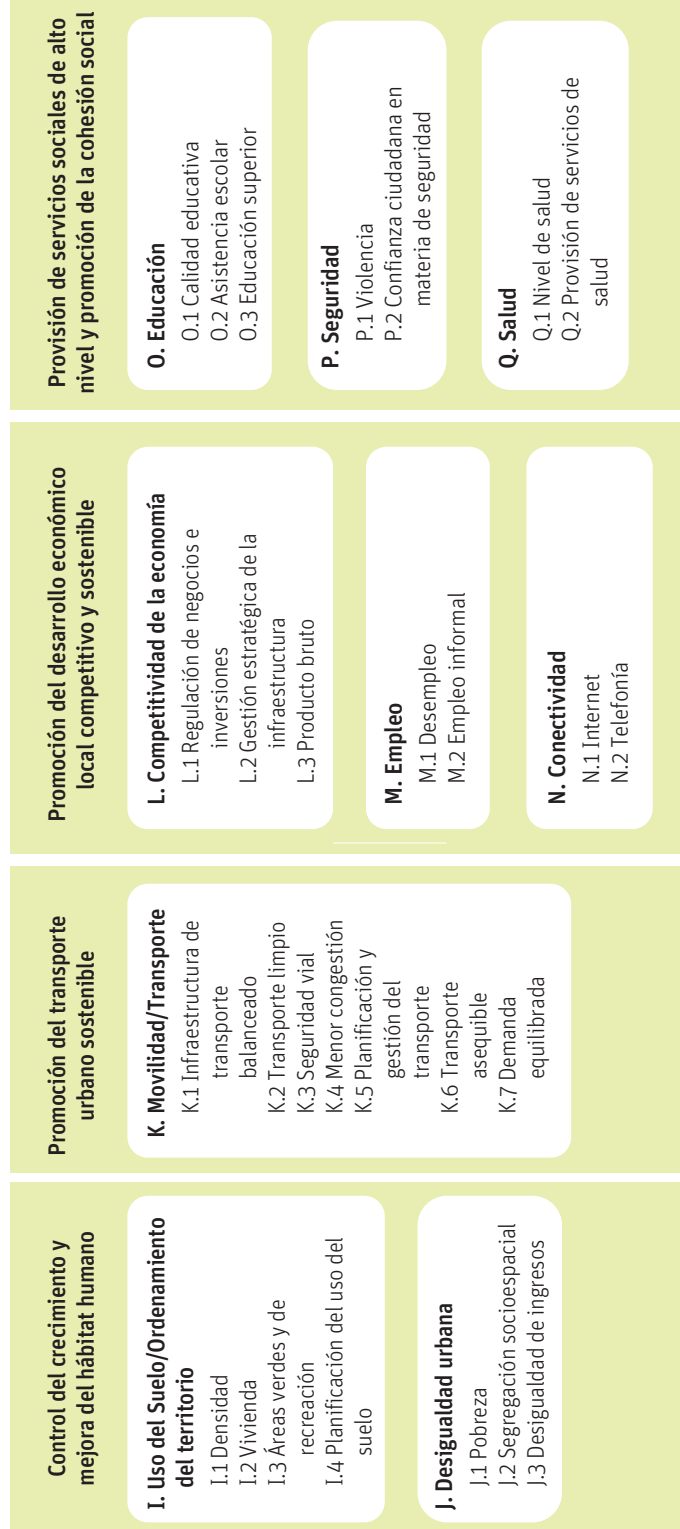 Control del crecimiento y
mejora del hábitat humano
I. Uso del Suelo/Ordenamiento
del territorio
I.1 Densidad
I.2 Vivienda
I.3 Áreas verdes y de
recreación
I.4 Planificación del uso del
suelo
J. Desigualdad urbana
J.1 Pobreza
J.2 Segregación socioespacial
J.3 Desigualdad de ingresos
Promoción del transporte
urbano sostenible
K. Movilidad/Transporte
K.1 Infraestructura de
transporte
balanceado
K.2 Transporte limpio
K.3 Seguridad vial
K.4 Menor congestión
K.5 Planificación y
gestión del
transporte
K.6 Transporte
asequible
K.7 Demanda
equilibrada
Promoción del desarrollo económico
local competitivo y sostenible
L. Competitividad de la economía
L.1 Regulación de negocios e
inversiones
L.2 Gestión estratégica de la
infraestructura
L.3 Producto bruto
M. Empleo
M.1 Desempleo
M.2 Empleo informal
N. Conectividad
N.1 Internet
N.2 Telefonía
Provisión de servicios sociales de alto
nivel y promoción de la cohesión social
O. Educación
O.1 Calidad educativa
O.2 Asistencia escolar
O.3 Educación superior
P. Seguridad
P.1 Violencia
P.2 Confianza ciudadana en
materia de seguridad
Q. Salud
Q.1 Nivel de salud
Q.2 Provisión de servicios de
salud